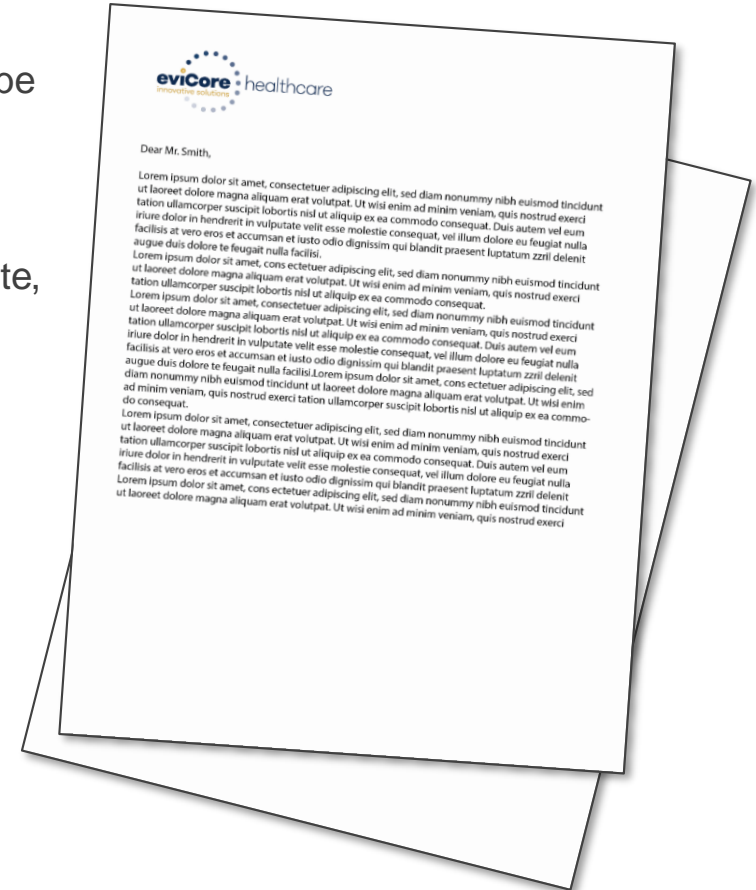 be
te,
eviCore healthcare
innovative solutions
Dear Mr. Smith,
Lorem ipsum dolor sit amet, consectetuer adipiscing elit, sed diam nonummy nibh euismod tincidunt
ut laoreet dolore magna aliquam erat volutpat. Ut wisi enim ad minim veniam, quis nostrud exerci
tation ullamcorper suscipit lobortis nisl ut aliquip ex ea commodo consequat. Duis autem vel eum
iriure dolor in hendrerit in vulputate velit esse molestie consequat, vel illum dolore eu feugiat nulla
facilisis at vero eros et accumsan et iusto odio dignissim qui blandit praesent luptatum zzril delenit
augue duis dolore te feugait nulla facilisi.
Lorem ipsum dolor sit amet, cons ectetuer adipiscing elit, sed diam nonummy nibh euismod tincidunt
ut laoreet dolore magna aliquam erat volutpat. Ut wisi enim ad minim veniam, quis nostrud exerci
tation ullamcorper suscipit lobortis nisl ut aliquip ex ea commodo consequat.
Lorem ipsum dolor sit amet, consectetuer adipiscing elit, sed diam nonummy nibh euismod tincidunt
ut laoreet dolore magna aliquam erat volutpat. Ut wisi enim ad minim veniam, quis nostrud exerci
tation ullamcorper suscipit lobortis nisl ut aliquip ex ea commodo consequat. Duis autem vel eum
iriure dolor in hendrerit in vulputate velit esse molestie consequat, vel illum dolore eu feugiat nulla
facilisis at vero eros et accumsan et iusto odio dignissim qui blandit praesent luptatum zzril delenit
augue duis dolore te feugait nulla facilisi.Lorem ipsum dolor sit amet, cons ectetuer adipiscing elit, sed
diam nonummy nibh euismod tincidunt ut laoreet dolore magna aliquam erat volutpat. Ut wisi enim
ad minim veniam, quis nostrud exerci tation ullamcorper suscipit lobortis nisl ut aliquip ex ea commo-
do consequat.
Lorem ipsum dolor sit amet, consectetuer adipiscing elit, sed diam nonummy nibh euismod tincidunt
ut laoreet dolore magna aliquam erat volutpat. Ut wisi enim ad minim veniam, quis nostrud exerci
tation ullamcorper suscipit lobortis nisl ut aliquip ex ea commodo consequat. Duis autem vel eum
iriure dolor in hendrerit in vulputate velit esse molestie consequat, vel illum dolore eu feugiat nulla
facilisis at vero eros et accumsan et iusto odio dignissim qui blandit praesent luptatum zzril delenit
Lorem ipsum dolor sit amet, cons ectetuer adipiscing elit, sed diam nonummy nibh euismod tincidunt
ut laoreet dolore magna aliquam erat volutpat. Ut wisi enim ad minim veniam, quis nostrud exerci